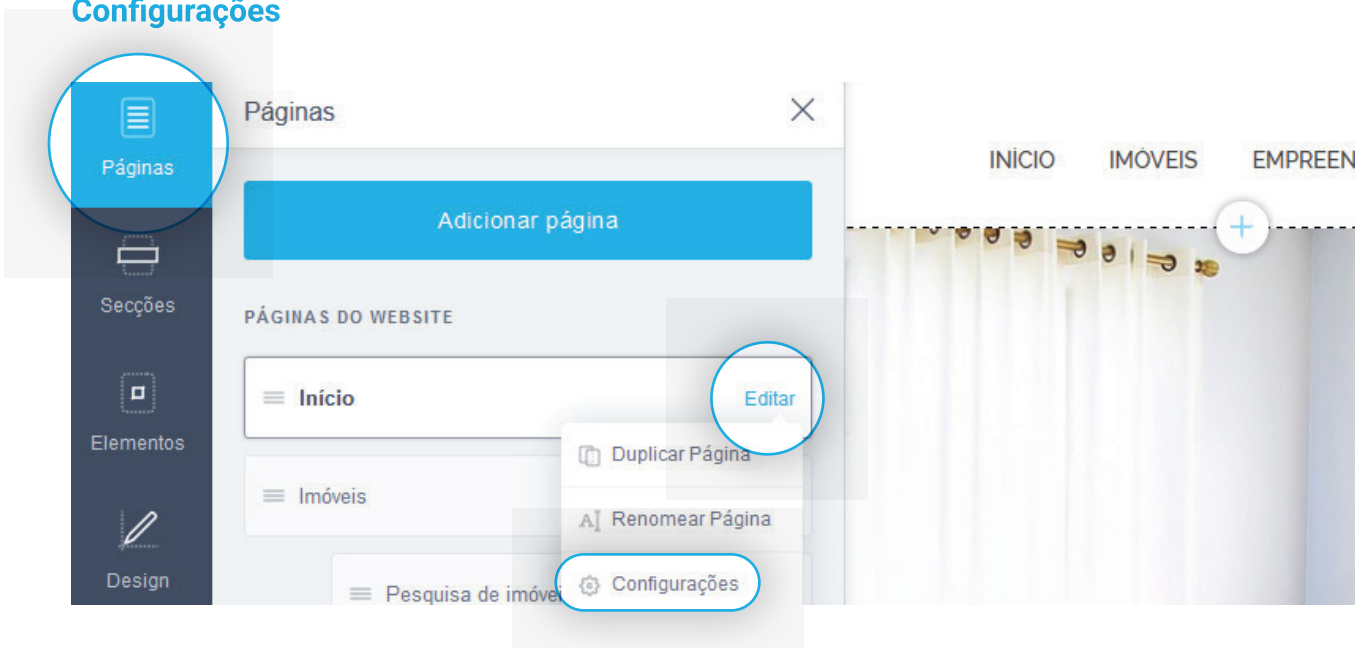 Configurações
Páginas
Páginas
Adicionar página
INÍCIO IMÓVEIS EMPREEN
Secções
PÁGINAS DO WEBSITE
Início Editar
Elementos
Duplicar Página
Imóveis
Renomear Página
Design
Pesquisa de imóvei
Configurações